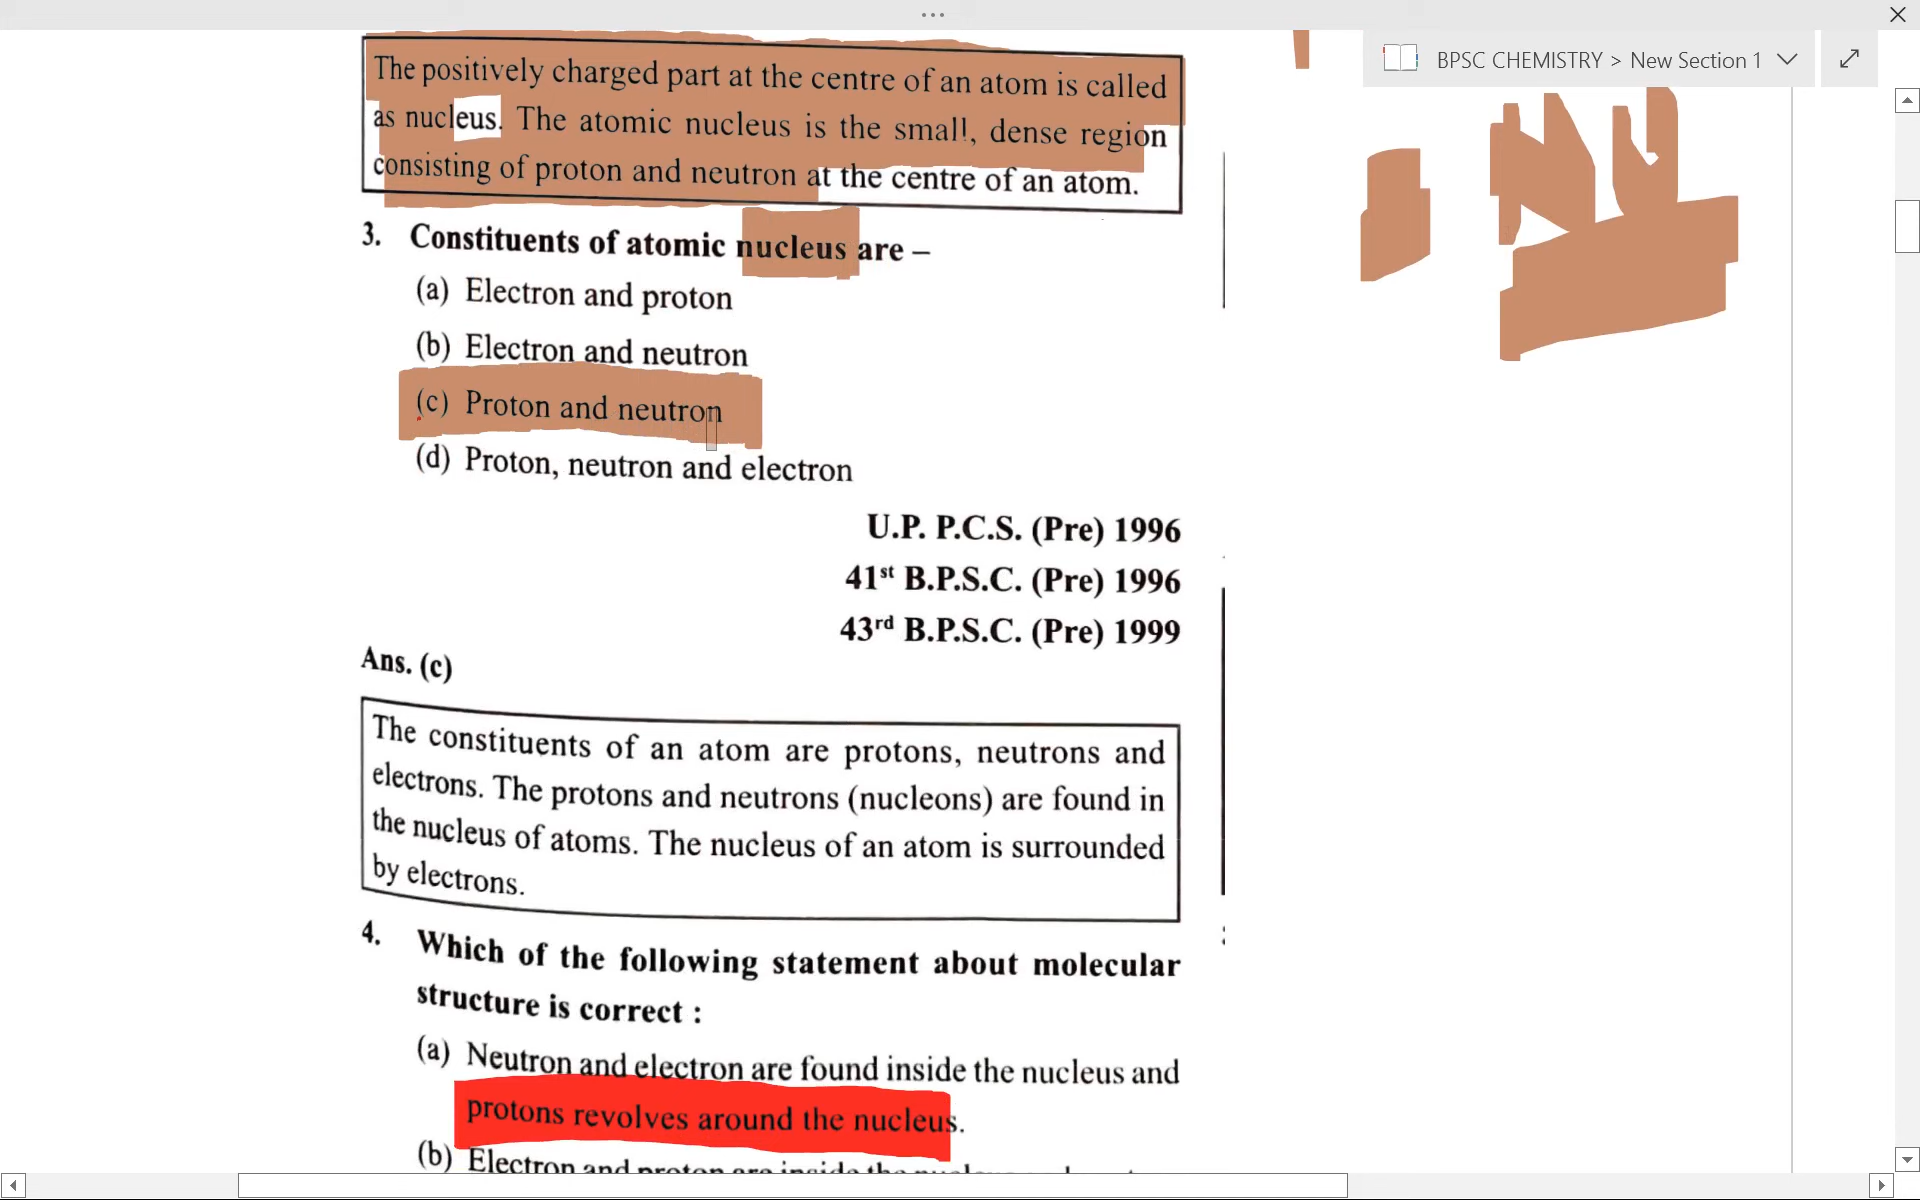 BPSC CHEMISTRY > New Section 1
The positively charged part at the centre of an atom is called
as nucleus. The atomic nucleus is the small, dense region
consisting of proton and neutron at the centre of an atom.
3. Constituents of atomic nucleus are –
(a) Electron and proton
(b) Electron and neutron
(c) Proton and neutron
(d) Proton, neutron and electron
U.P. P.C.S. (Pre) 1996
41st B.P.S.C. (Pre) 1996
43rd B.P.S.C. (Pre) 1999
Ans. (c)
The constituents of an atom are protons, neutrons and
electrons. The protons and neutrons (nucleons) are found in
the nucleus of atoms. The nucleus of an atom is surrounded
by electrons.
4. Which of the following statement about molecular
structure is correct :
(a) Neutron and electron are found inside the nucleus and
protons revolves around the nucleus.
(b) Electron and proton are inside the